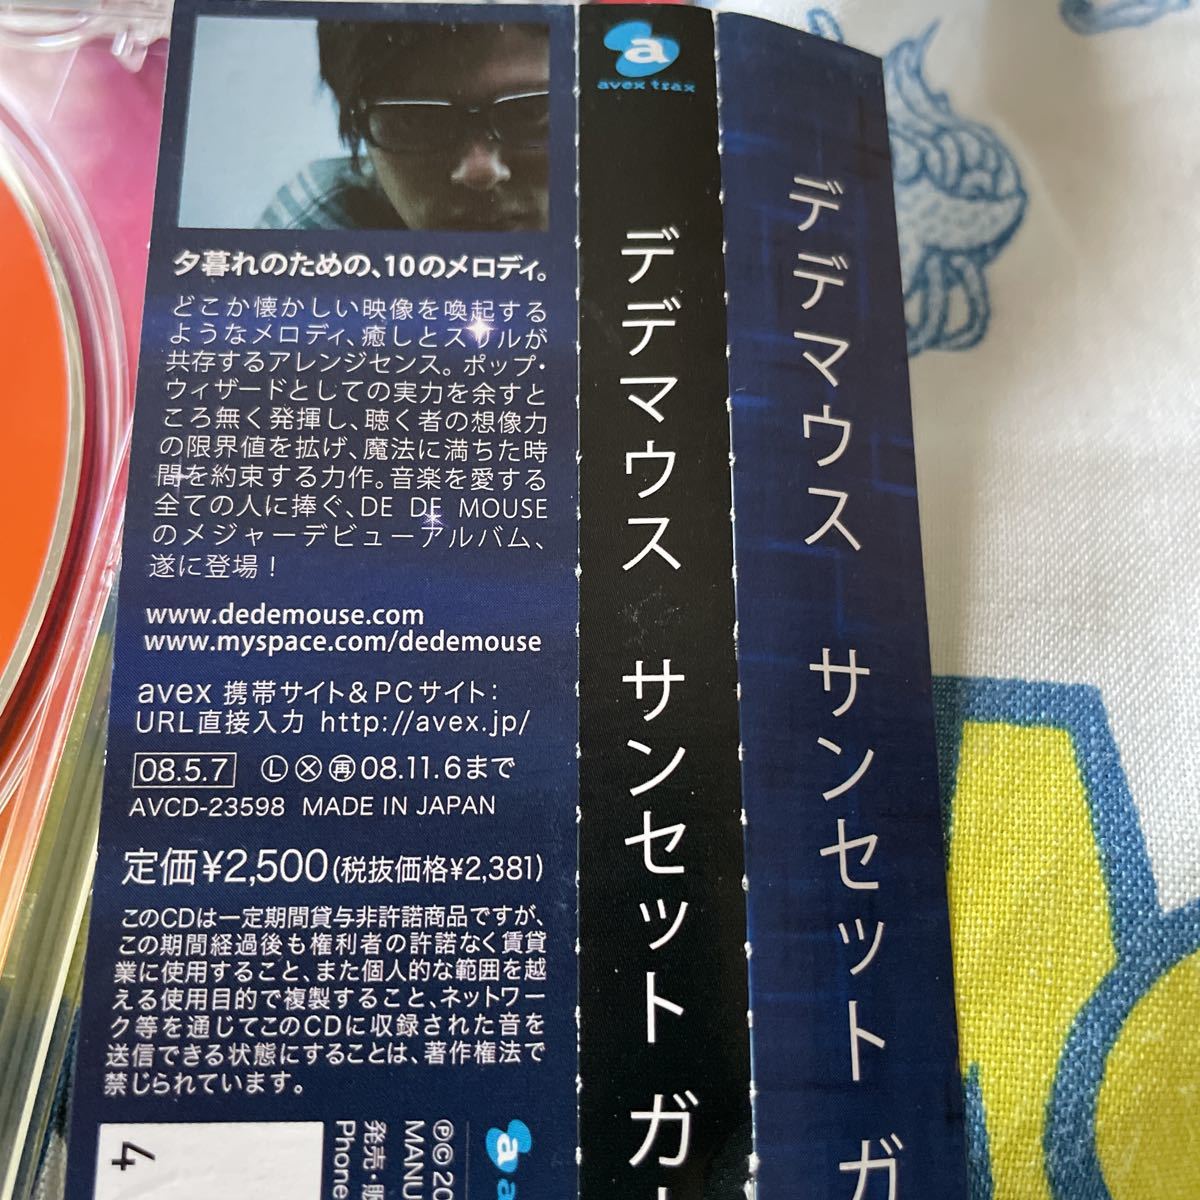 夕暮れのための、10のメロディ。
どこか懐かしい映像を喚起する
ようなメロディ、癒しとスリルが
共存するアレンジセンス。ポップ・
ウィザードとしての実力を余すと
ころ無く発揮し、聴く者の想像力
の限界値を拡げ、魔法に満ちた時
間を約束する力作。音楽を愛する
全ての人に捧ぐ、DE DE MOUSE
のメジャーデビューアルバム、
遂に登場!
www.dedemouse.com
www.myspace.com/dedemouse
avex 携帯サイト&PCサイト:
URL直接入力 http://avex.jp/
08.5.7 Ⓛ Ⓧ ㊢08.11.6まで
AVCD-23598 MADE IN JAPAN
定価¥2,500(税抜価格¥2,381)
このCDは一定期間貸与非許諾商品ですが、
この期間経過後も権利者の許諾なく賃貸
業に使用すること、また個人的な範囲を越
える使用目的で複製すること、ネットワー
ク等を通じてこのCDに収録された音を
送信できる状態にすることは、著作権法で
禁じられています。
4
ⓅⒸ20
MANU
発売・販
Phone
a
a
avex trax
デデマウス サンセット ガ
デデマウス サンセット ガ